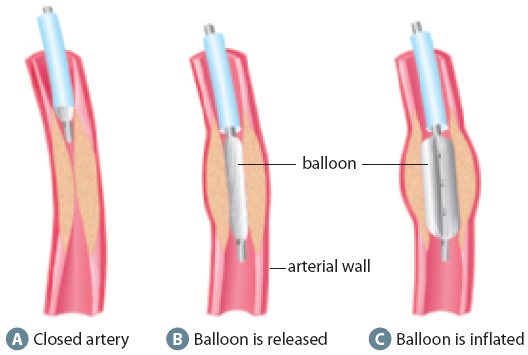 balloon
arterial wall
A Closed artery
B Balloon is released
C Balloon is inflated